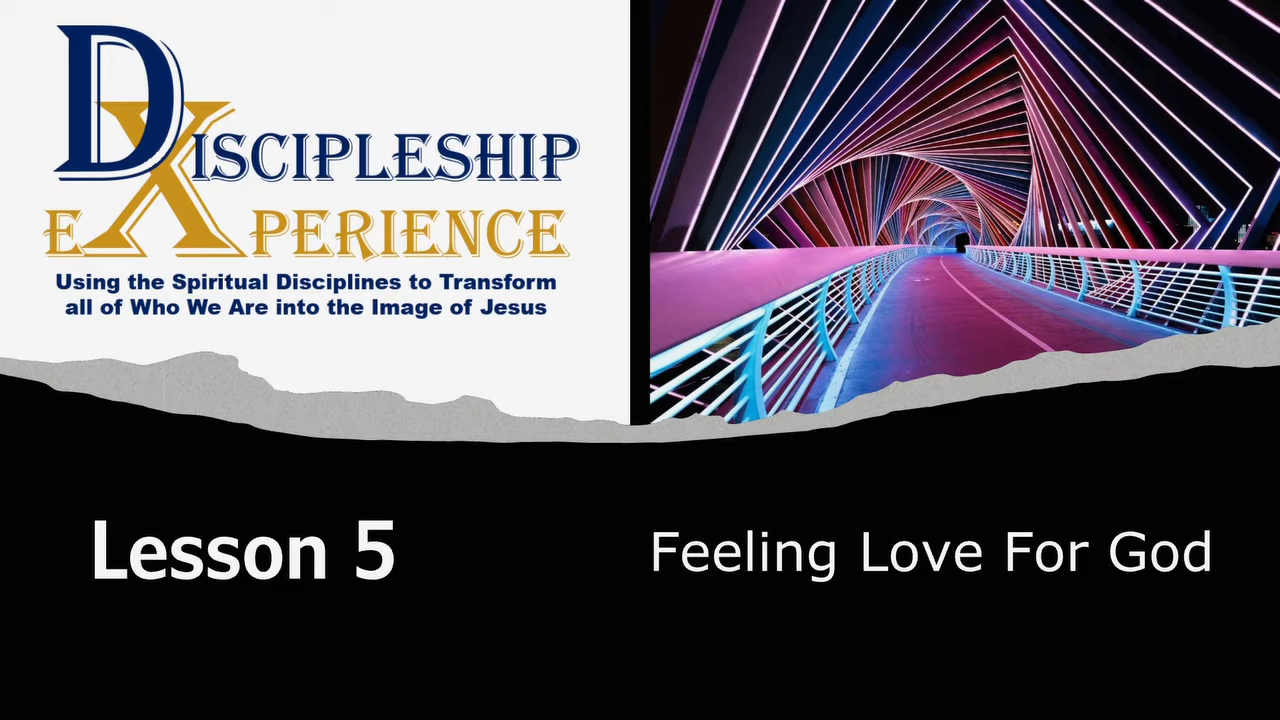 DISCIPLESHIP
EXPERIENCE
Using the Spiritual Disciplines to Transform
all of Who We Are into the Image of Jesus
Lesson 5
Feeling Love For God